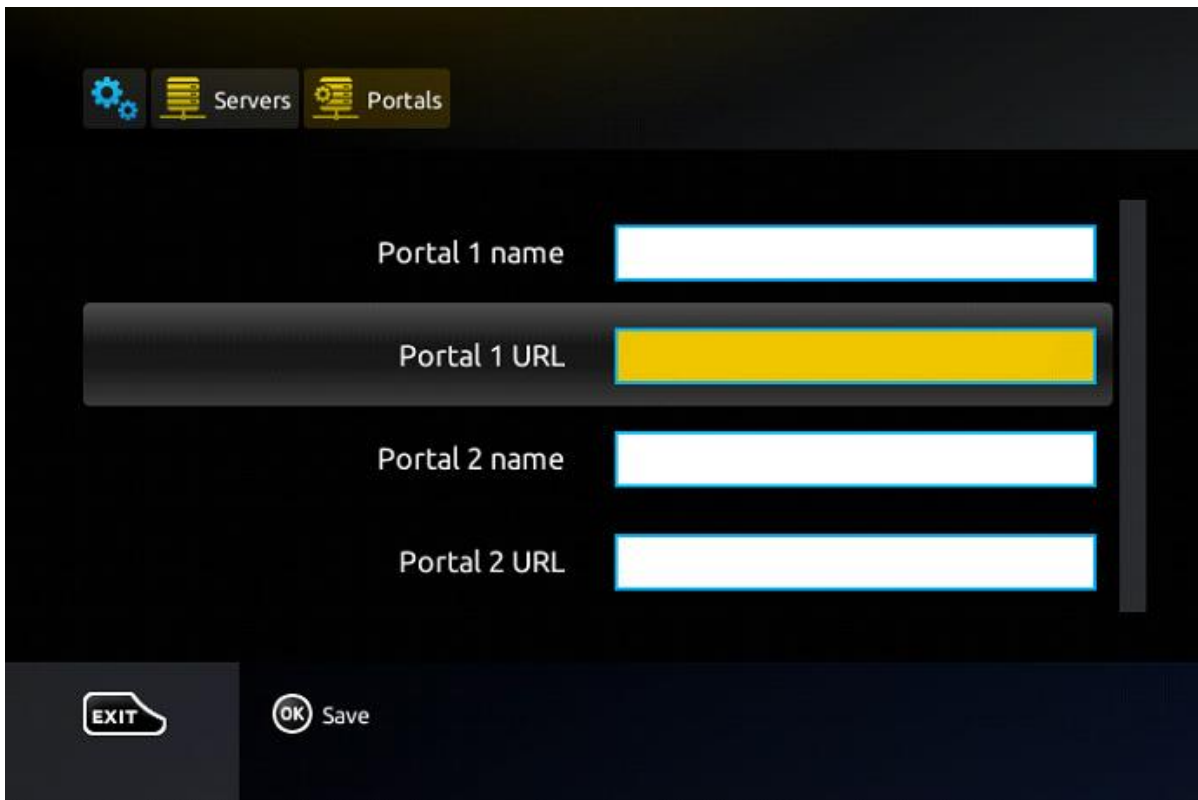 Servers Portals
Portal 1 name
Portal 1 URL
Portal 2 name
Portal 2 URL
EXIT OK Save